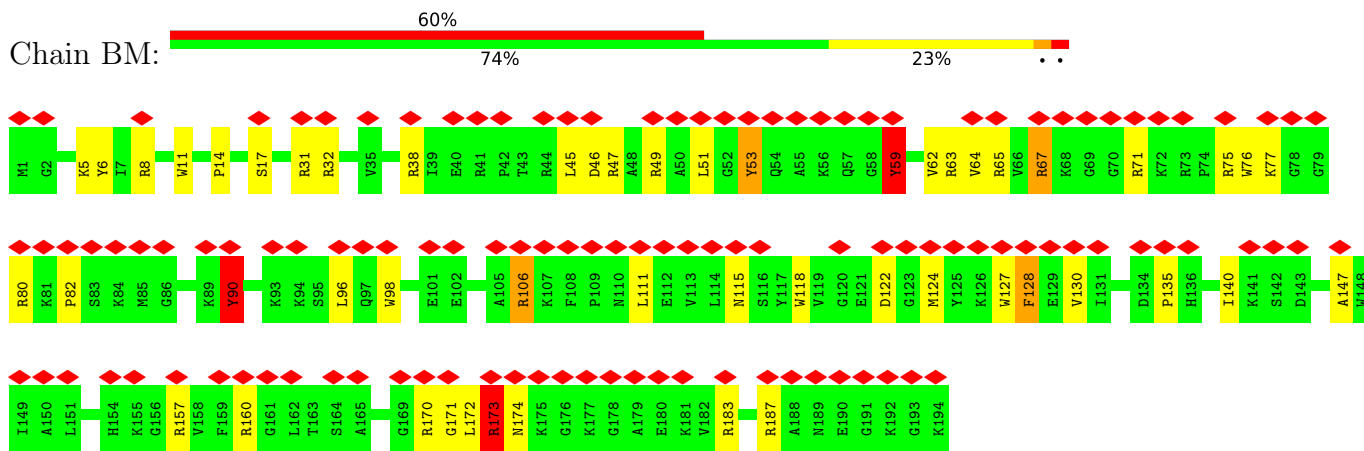 60%
Chain BM:
74% 23% . .
M1 G2 K5 Y6 I7 R8 W11 P14 S17 R31 R32 V35 R38 I39 E40 R41 P42 T43 R44 L45 D46 R47 A48 R49 A50 L51 G52 Y53 Q54 A55 K56 Q57 G58 Y59 V62 R63 V64 R65 V66 R67 K68 G69 G70 R71 K72 R73 P74 R75 W76 K77 G78 G79
R80 K81 P82 S83 K84 M85 G86 K89 Y90 K93 K94 S95 L96 Q97 W98 E101 E102 A105 R106 K107 F108 P109 N110 L111 E112 V113 L114 N115 S116 Y117 W118 V119 G120 E121 D122 G123 M124 Y125 K126 W127 F128 E129 V130 I131 D134 P135 H136 I140 K141 S142 D143 A147 W148
I149 A150 L151 H154 K155 G156 R157 V158 F159 R160 G161 L162 T163 S164 A165 G169 R170 G171 L172 R173 N174 K175 G176 K177 G178 A179 E180 K181 V182 R183 R187 A188 N189 E190 G191 K192 G193 K194